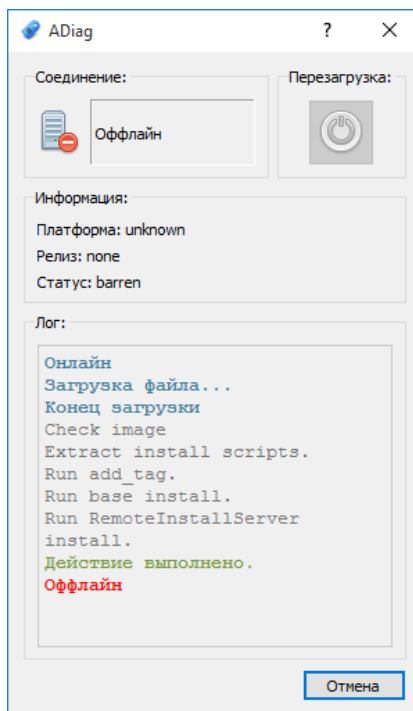 ADiag
Соединение:
Перезагрузка:
Оффлайн
Информация:
Платформа: unknown
Релиз: none
Статус: barren
Лог:
Онлайн
Загрузка файла...
Конец загрузки
Check image
Extract install scripts.
Run add_tag.
Run base install.
Run RemoteInstallServer
install.
Действие выполнено.
Оффлайн
Отмена